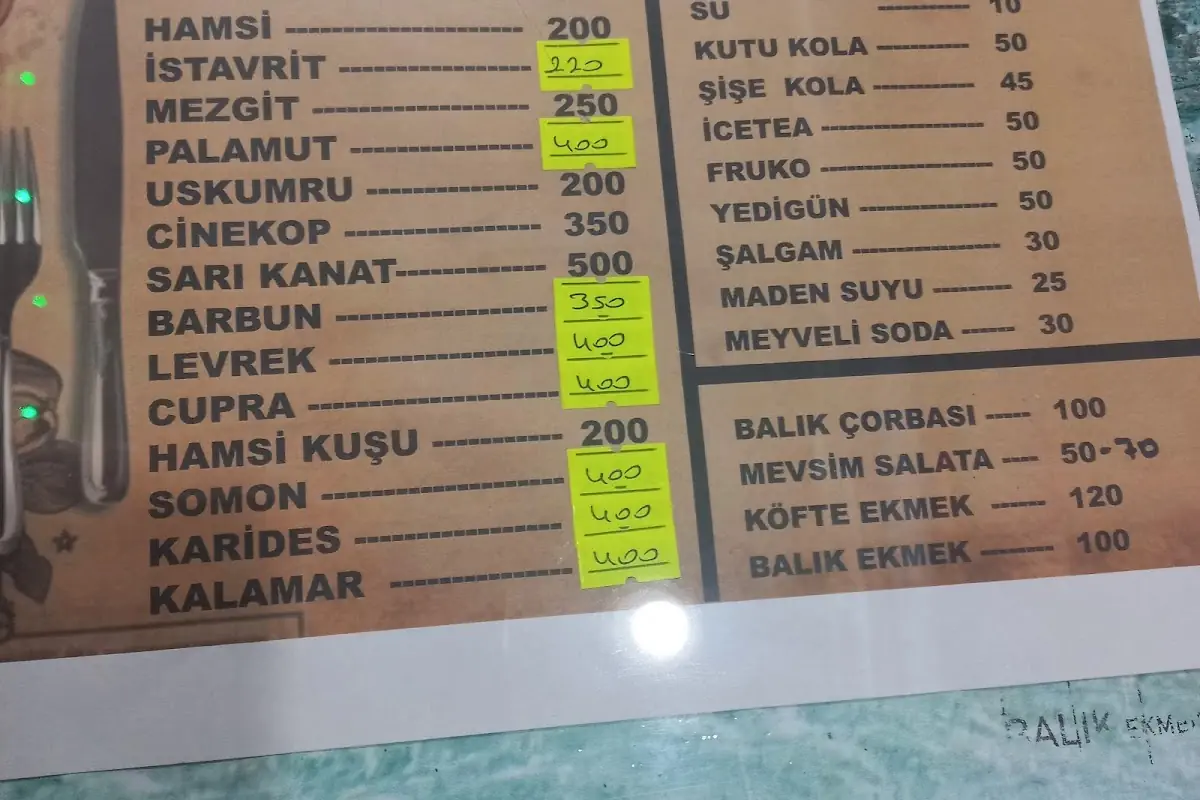 HAMSİ ---------------------- 200
İSTAVRİT ------------------ 220
MEZGİT -------------------- 250
PALAMUT ----------------- 400
USKUMRU --------------- 200
CİNEKOP ----------------- 350
SARI KANAT------------- 500
BARBUN ------------------ 350
LEVREK ------------------- 400
CUPRA --------------------- 400
HAMSİ KUŞU ----------- 200
SOMON -------------------- 400
KARİDES ----------------- 400
KALAMAR --------------- 400
SU ---------- 10
KUTU KOLA ---------- 50
ŞİŞE KOLA ----------- 45
İCETEA ----------------- 50
FRUKO ------------------ 50
YEDİGÜN -------------- 50
ŞALGAM --------------- 30
MADEN SUYU -------- 25
MEYVELİ SODA ----- 30
BALIK ÇORBASI ----- 100
MEVSİM SALATA ---- 50-70
KÖFTE EKMEK ------ 120
BALIK EKMEK -------- 100
BALIK